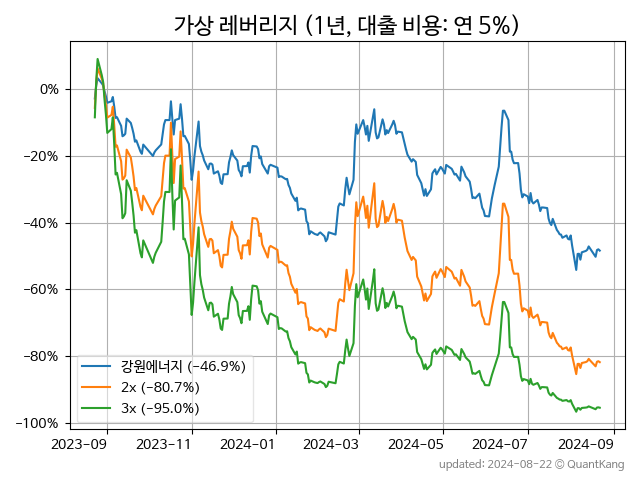 가상 레버리지 (1년, 대출 비용: 연 5%)
0%
−20%
−40%
−60%
−80%
−100%
강원에너지 (−46.9%)
2x (−80.7%)
3x (−95.0%)
2023-09 2023-11 2024-01 2024-03 2024-05 2024-07 2024-09
updated: 2024-08-22 © QuantKang